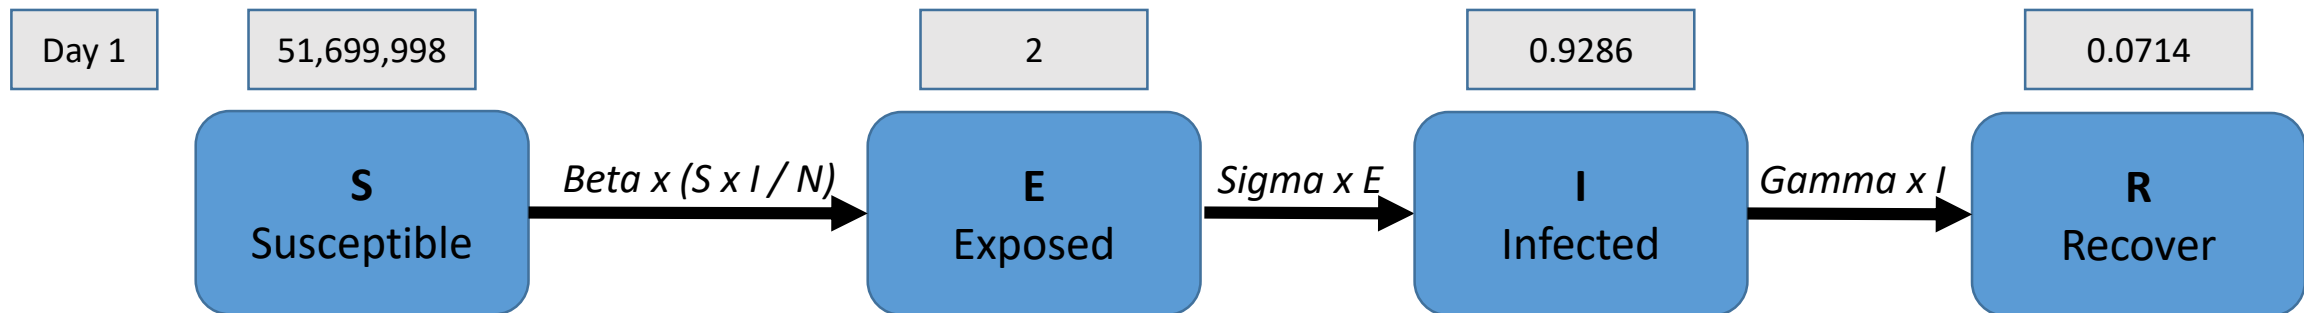 Day 1
51,699,998
2
0.9286
0.0714
S
Susceptible
Beta x (S x I / N)
E
Exposed
Sigma x E
I
Infected
Gamma x I
R
Recover